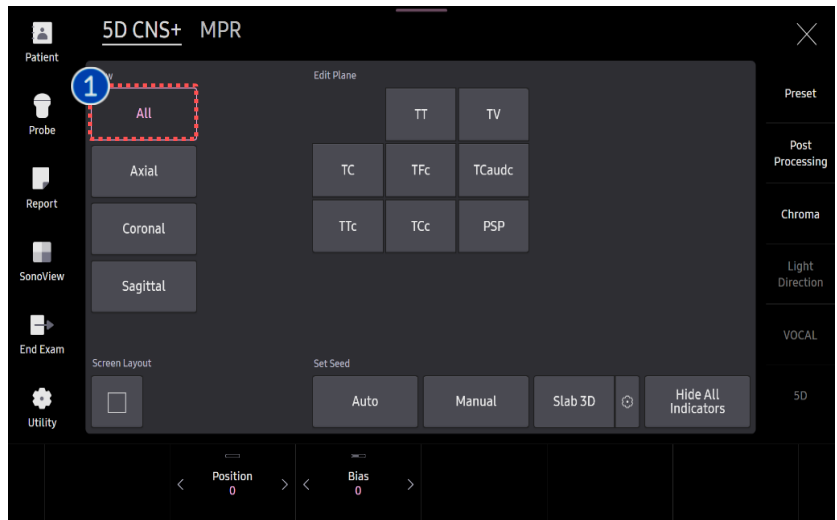 5D CNS+ MPR
Patient
Probe
Report
SonoView
End Exam
Utility
1
All
Axial
Coronal
Sagittal
Screen Layout
Edit Plane
TT TV
TC TFc TCaudc
TTc TCc PSP
Set Seed
Auto Manual Slab 3D Hide All
Indicators
Preset
Post
Processing
Chroma
Light
Direction
VOCAL
5D
< Position > < Bias >
0 0